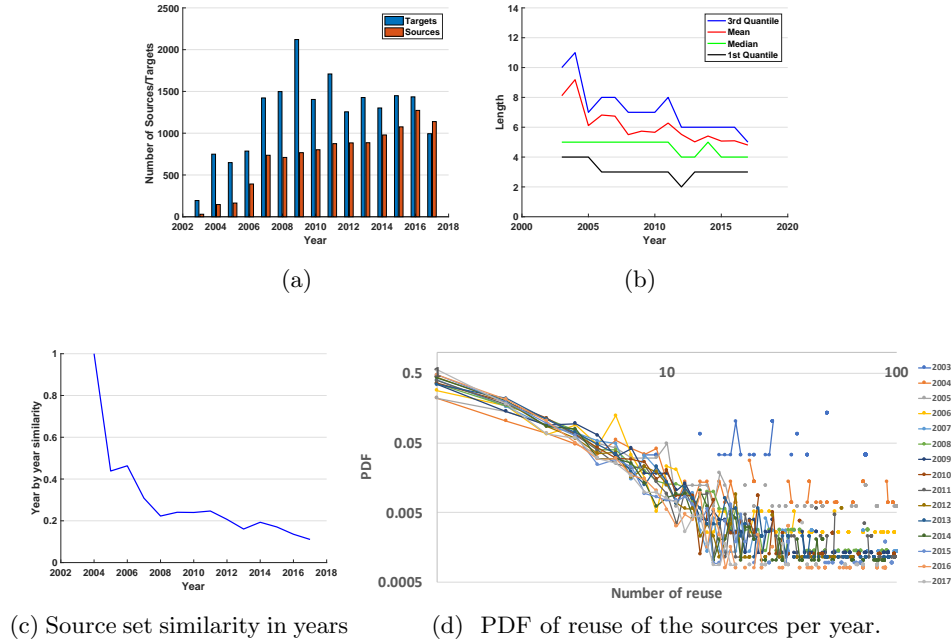 2500
2000
1500
1000
500
0
Number of Sources/Targets
Targets
Sources
2002 2004 2006 2008 2010 2012 2014 2016 2018
Year
(a)
14
12
10
8
6
4
2
0
Length
3rd Quantile
Mean
Median
1st Quantile
2000 2005 2010 2015 2020
Year
(b)
1
0.8
0.6
0.4
0.2
0
Year by year similarity
2002 2004 2006 2008 2010 2012 2014 2016 2018
Year
(c) Source set similarity in years
0.5
0.05
0.005
0.0005
PDF
1 10 100
Number of reuse
2003
2004
2005
2006
2007
2008
2009
2010
2011
2012
2013
2014
2015
2016
2017
(d) PDF of reuse of the sources per year.